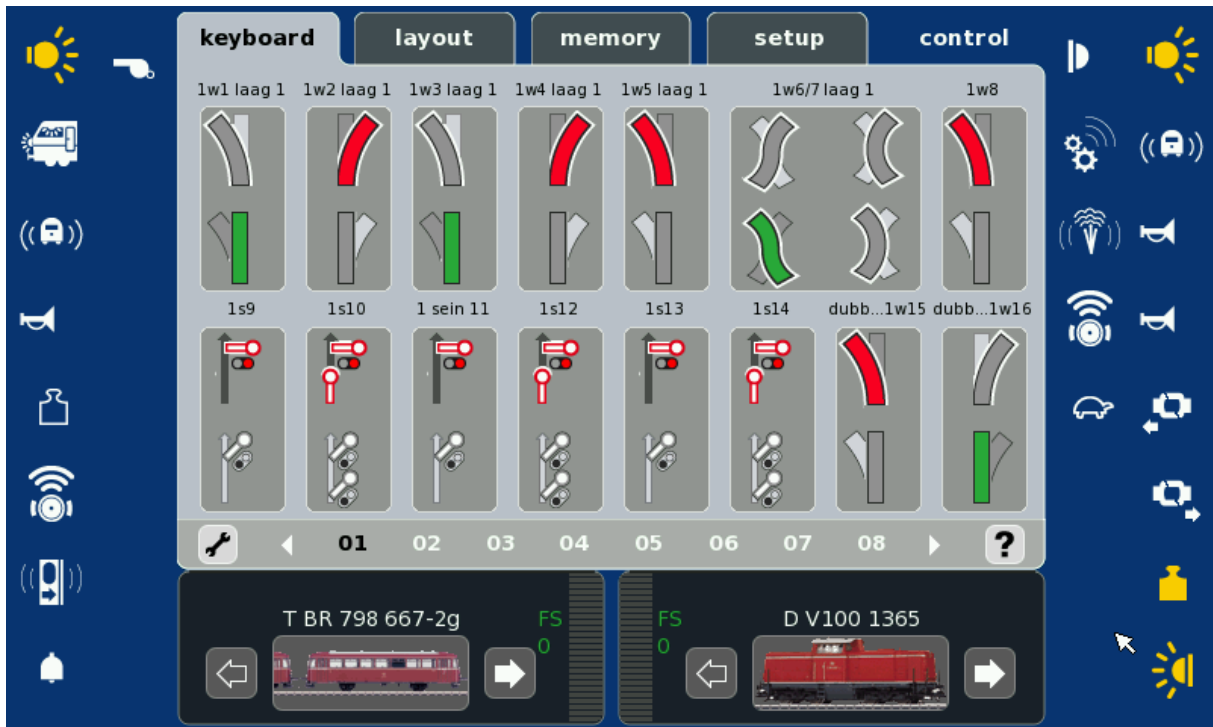 keyboard layout memory setup control
1w1 laag 1 1w2 laag 1 1w3 laag 1 1w4 laag 1 1w5 laag 1 1w6/7 laag 1 1w8
1s9 1s10 1 sein 11 1s12 1s13 1s14 dubb...1w15 dubb...1w16
01 02 03 04 05 06 07 08 ?
T BR 798 667-2g FS
0
FS D V100 1365
0